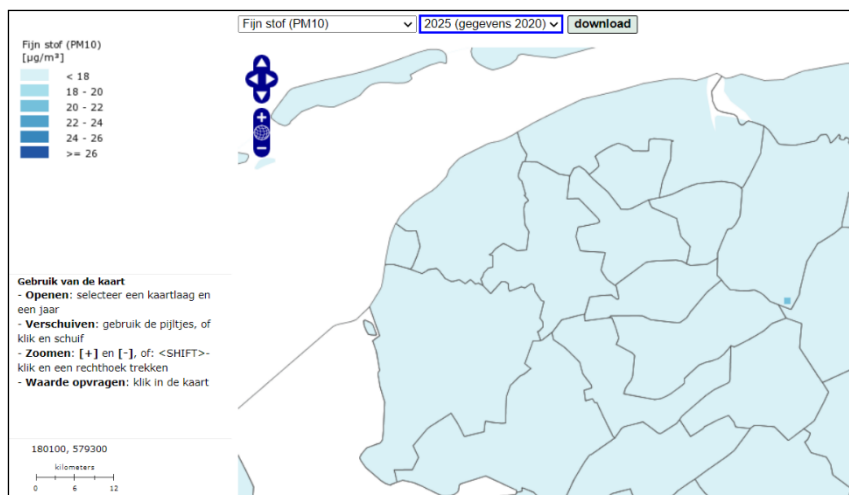 Fijn stof (PM10)
2025 (gegevens 2020)
download
Fijn stof (PM10)
[µg/m³]
< 18
18 - 20
20 - 22
22 - 24
24 - 26
>= 26
+
−
Gebruik van de kaart
- Openen: selecteer een kaartlaag en
een jaar
- Verschuiven: gebruik de pijltjes, of
klik en schuif
- Zoomen: [+] en [-], of: <SHIFT>-
klik en een rechthoek trekken
- Waarde opvragen: klik in de kaart
180100, 579300
kilometers
0 6 12